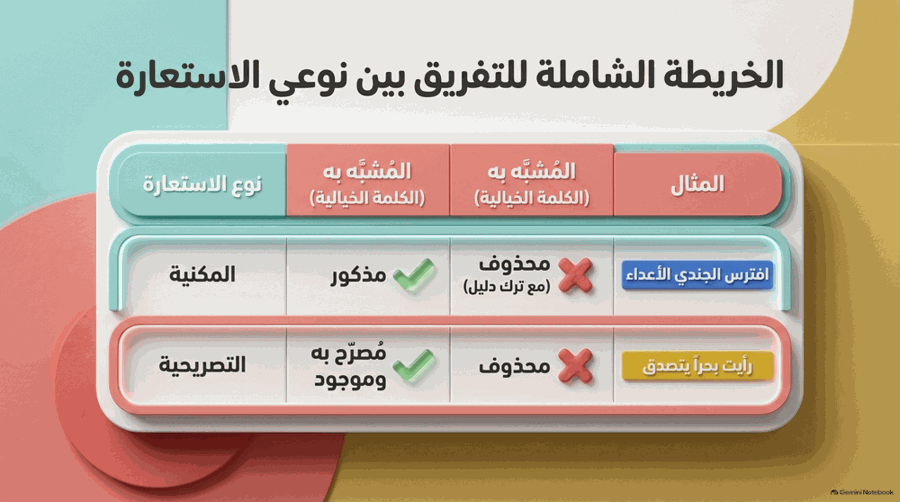 الخريطة الشاملة للتفريق بين نوعي الاستعارة
المثال
المُشبَّه به
(الكلمة الخيالية)
المُشبَّه به
(الكلمة الخيالية)
نوع الاستعارة
افترس الجندي الأعداء
محذوف
(مع ترك دليل)
مذكور
المكنية
رأيت بحراً يتصدق
محذوف
مُصرّح به
وموجود
التصريحية
Gemini Notebook